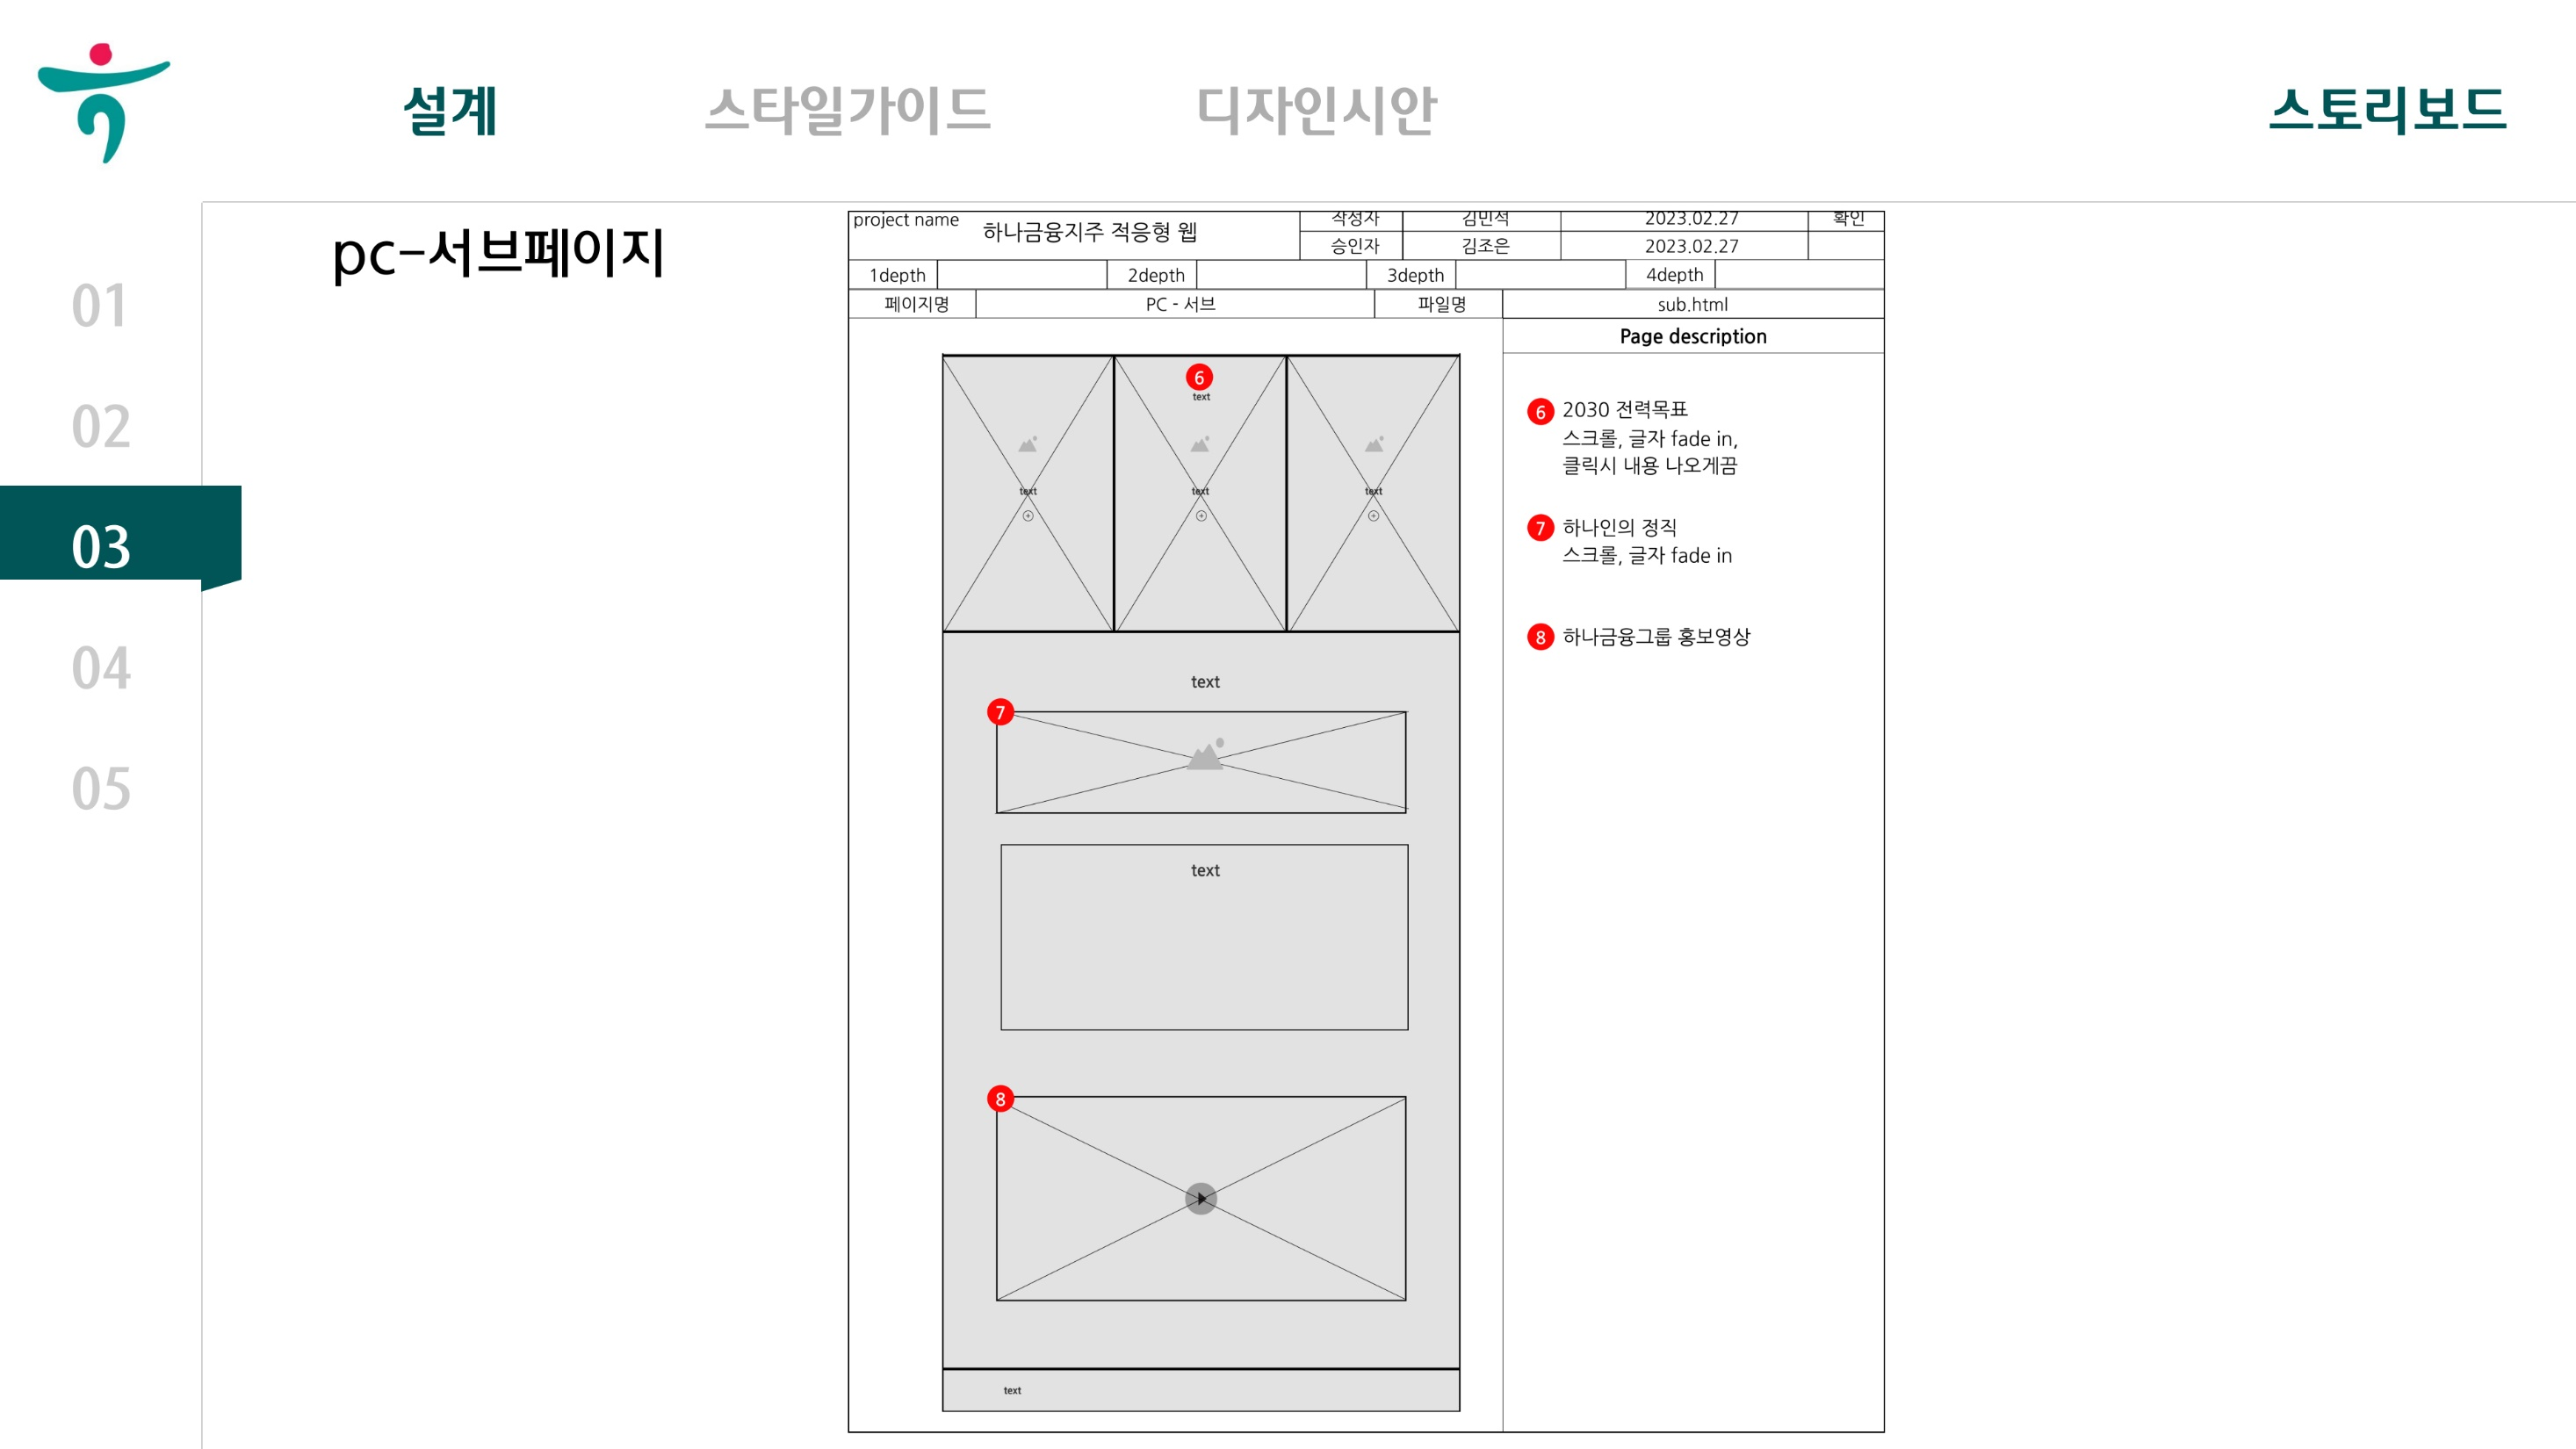 설계 스타일가이드 디자인시안 스토리보드
pc-서브페이지
01
02
03
04
05
project name 하나금융지주 적응형 웹 작성자 김민석 2023.02.27 확인
승인자 김조은 2023.02.27
1depth 2depth 3depth 4depth
페이지명 PC - 서브 파일명 sub.html
Page description
6
text
text text text
text
7
text
8
text
6 2030 전력목표
스크롤, 글자 fade in,
클릭시 내용 나오게끔
7 하나인의 정직
스크롤, 글자 fade in
8 하나금융그룹 홍보영상